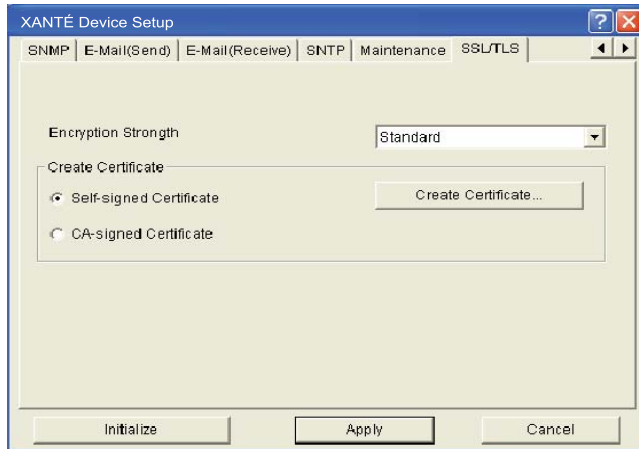 XANTÉ Device Setup
SNMP E-Mail(Send) E-Mail(Receive) SNTP Maintenance SSL/TLS
Encryption Strength Standard
Create Certificate
Self-signed Certificate Create Certificate...
CA-signed Certificate
Initialize Apply Cancel